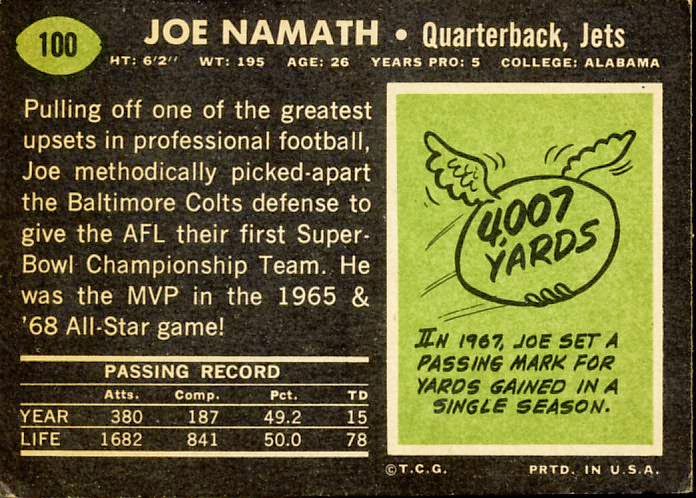 100
JOE NAMATH • Quarterback, Jets
HT: 6'2" WT: 195 AGE: 26 YEARS PRO: 5 COLLEGE: ALABAMA
Pulling off one of the greatest
upsets in professional football,
Joe methodically picked-apart
the Baltimore Colts defense to
give the AFL their first Super-
Bowl Championship Team. He
was the MVP in the 1965 &
'68 All-Star game!
PASSING RECORD
Atts. Comp. Pct. TD
YEAR 380 187 49.2 15
LIFE 1682 841 50.0 78
4,007
YARDS
IN 1967, JOE SET A
PASSING MARK FOR
YARDS GAINED IN A
SINGLE SEASON.
©T.C.G. PRTD. IN U.S.A.